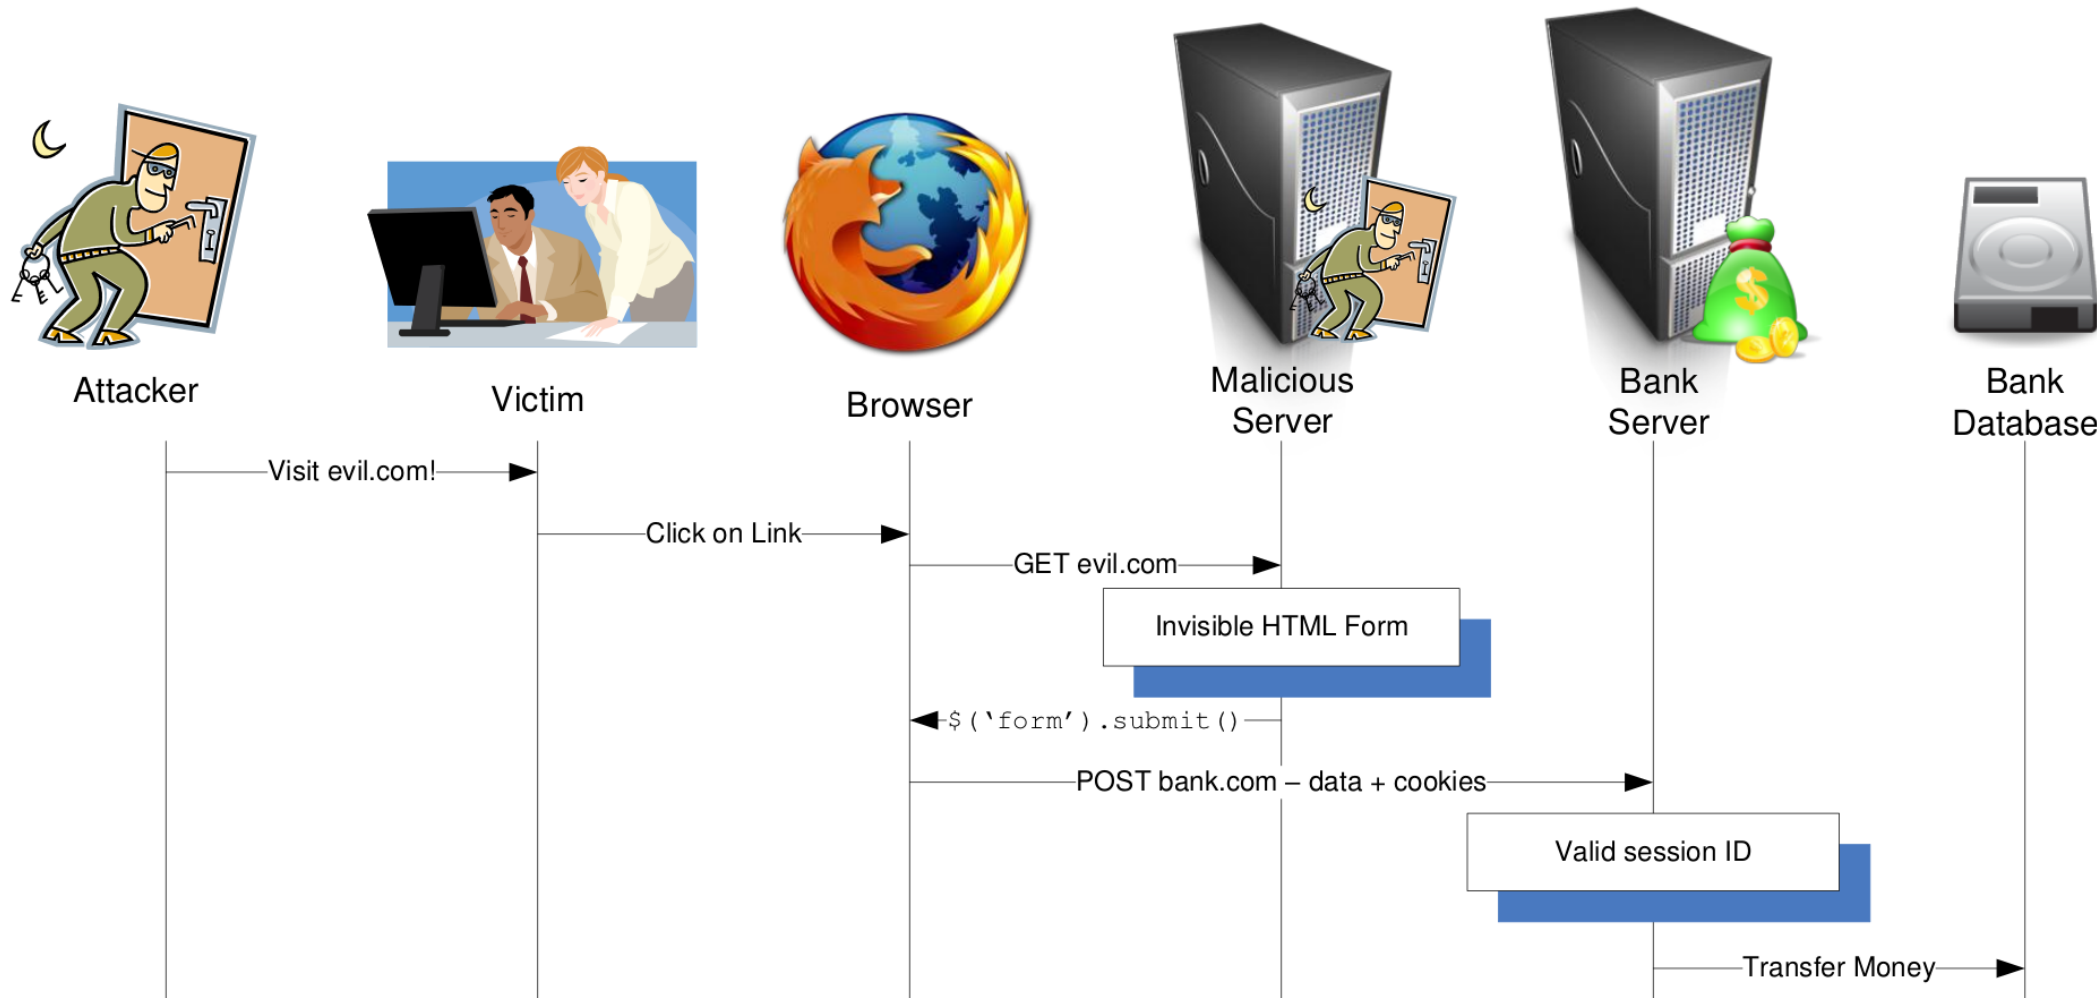 Attacker
Victim
Browser
Malicious
Server
Bank
Server
Bank
Database
Visit evil.com!
Click on Link
GET evil.com
Invisible HTML Form
$(‘form’).submit()
POST bank.com – data + cookies
Valid session ID
Transfer Money